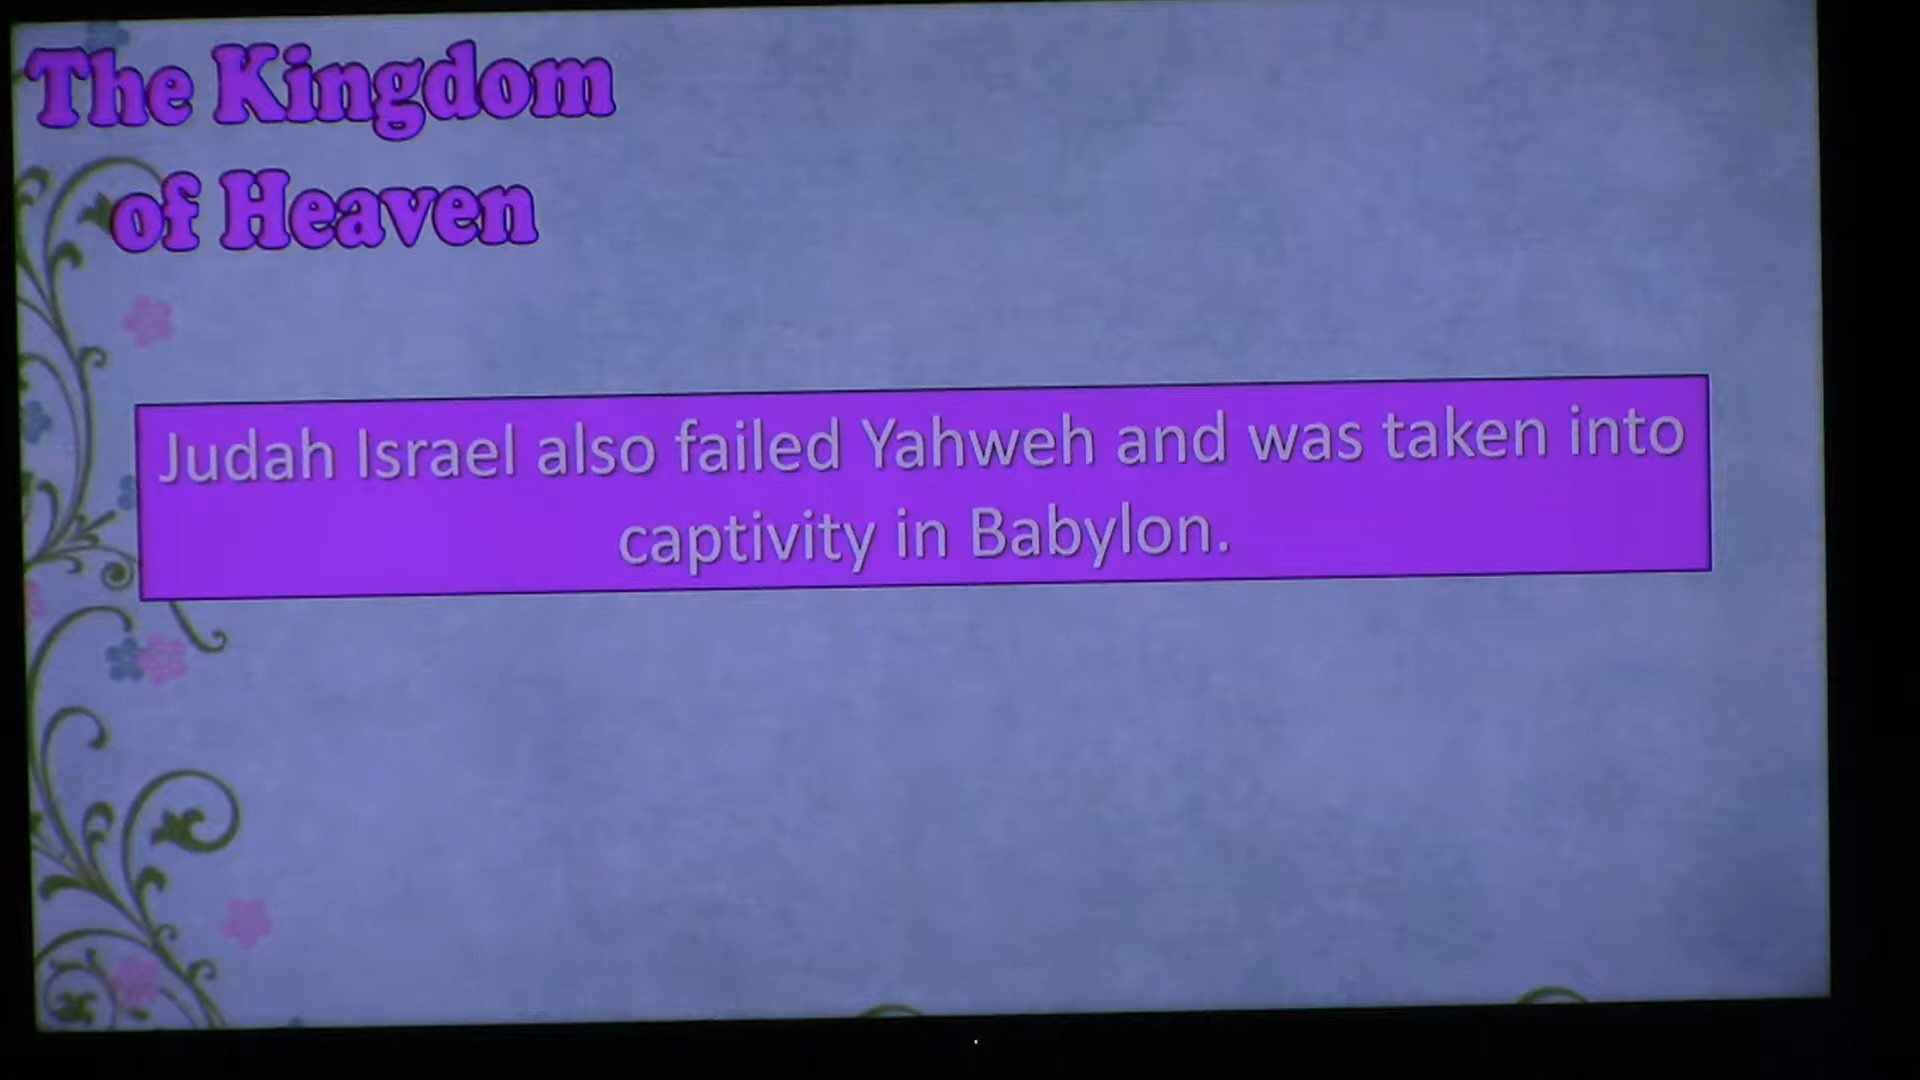 The Kingdom
of Heaven
Judah Israel also failed Yahweh and was taken into
captivity in Babylon.